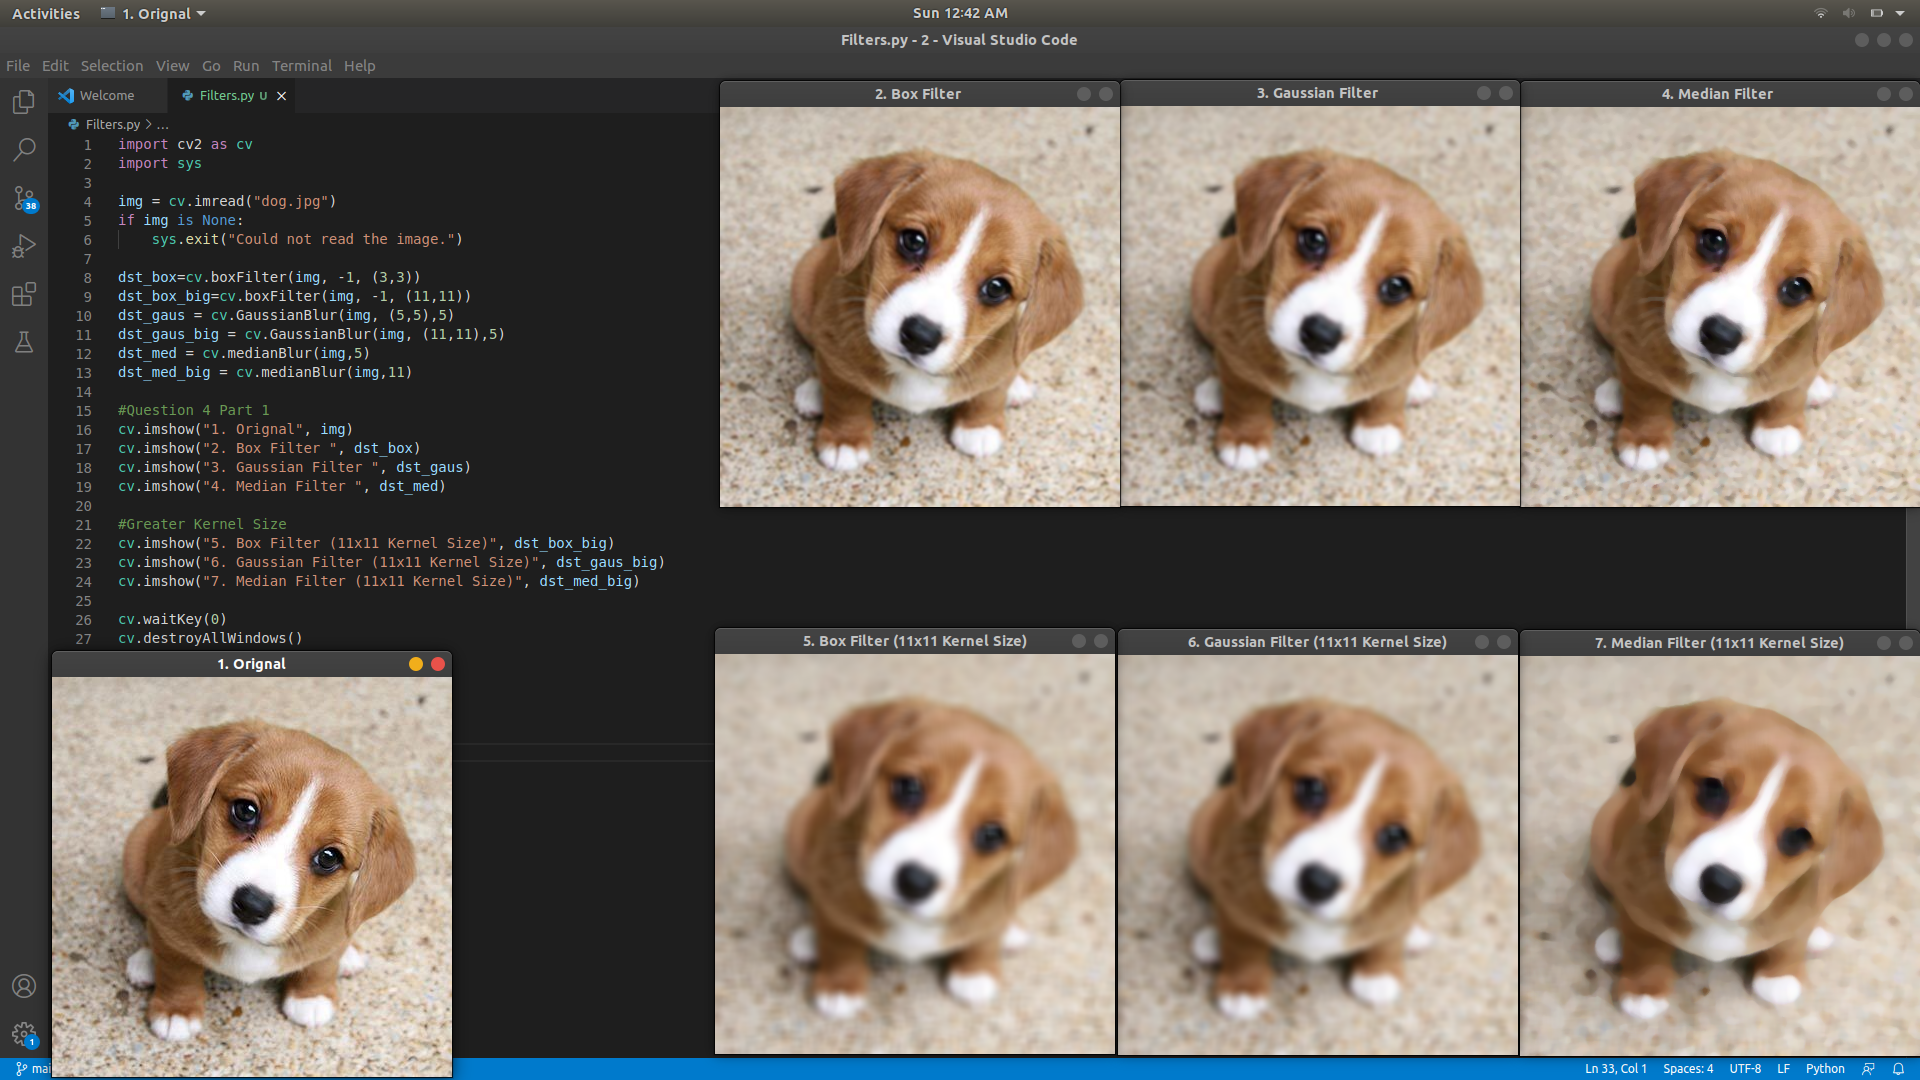 Activities 1. Orignal Sun 12:42 AM
Filters.py - 2 - Visual Studio Code
File Edit Selection View Go Run Terminal Help
Welcome Filters.py U
Filters.py > ...
1 import cv2 as cv
2 import sys
3
4 img = cv.imread("dog.jpg")
5 if img is None:
6 sys.exit("Could not read the image.")
7
8 dst_box=cv.boxFilter(img, -1, (3,3))
9 dst_box_big=cv.boxFilter(img, -1, (11,11))
10 dst_gaus = cv.GaussianBlur(img, (5,5),5)
11 dst_gaus_big = cv.GaussianBlur(img, (11,11),5)
12 dst_med = cv.medianBlur(img,5)
13 dst_med_big = cv.medianBlur(img,11)
14
15 #Question 4 Part 1
16 cv.imshow("1. Orignal", img)
17 cv.imshow("2. Box Filter ", dst_box)
18 cv.imshow("3. Gaussian Filter ", dst_gaus)
19 cv.imshow("4. Median Filter ", dst_med)
20
21 #Greater Kernel Size
22 cv.imshow("5. Box Filter (11x11 Kernel Size)", dst_box_big)
23 cv.imshow("6. Gaussian Filter (11x11 Kernel Size)", dst_gaus_big)
24 cv.imshow("7. Median Filter (11x11 Kernel Size)", dst_med_big)
25
26 cv.waitKey(0)
27 cv.destroyAllWindows()
38
2. Box Filter
3. Gaussian Filter
4. Median Filter
1. Orignal
5. Box Filter (11x11 Kernel Size)
6. Gaussian Filter (11x11 Kernel Size)
7. Median Filter (11x11 Kernel Size)
1
mai Ln 33, Col 1 Spaces: 4 UTF-8 LF Python